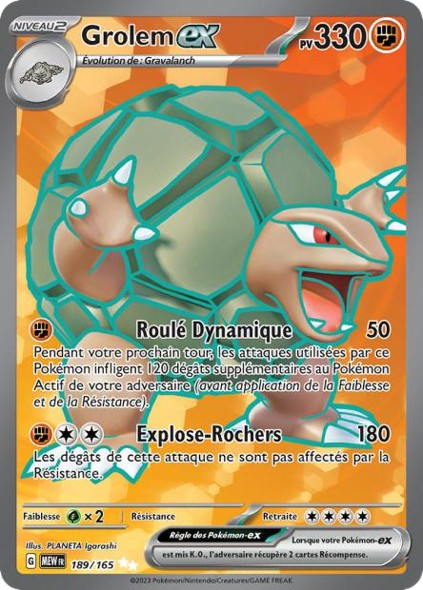 NIVEAU 2
Grolem ex
PV 330
Évolution de : Gravalanch
Roulé Dynamique 50
Pendant votre prochain tour, les attaques utilisées par ce
Pokémon infligent 120 dégâts supplémentaires au Pokémon
Actif de votre adversaire (avant application de la Faiblesse
et de la Résistance).
Explose-Rochers 180
Les dégâts de cette attaque ne sont pas affectés par la
Résistance.
Faiblesse × 2 Résistance Retraite
Illus. PLANETA Igarashi
Règle des Pokémon-ex Lorsque votre Pokémon-ex
est mis K.O., l'adversaire récupère 2 cartes Récompense.
G MEW FR 189/165
©2023 Pokémon/Nintendo/Creatures/GAME FREAK